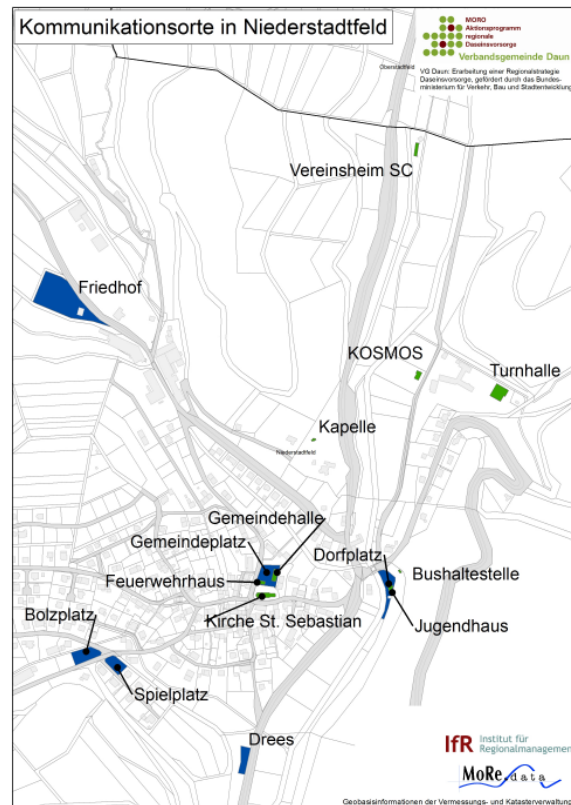 Kommunikationsorte in Niederstadtfeld
MORO
Aktionsprogramm
regionale
Daseinsvorsorge
Verbandsgemeinde Daun
VG Daun: Erarbeitung einer Regionalstrategie
Daseinsvorsorge, gefördert durch das Bundes-
ministerium für Verkehr, Bau und Stadtentwicklung
Oberstadtfeld
Vereinsheim SC
Friedhof
KOSMOS
Turnhalle
Kapelle
Niederstadtfeld
Gemeindehalle
Gemeindeplatz
Dorfplatz
Feuerwehrhaus
Bushaltestelle
Bolzplatz
Kirche St. Sebastian
Jugendhaus
Spielplatz
Drees
IfR Institut für
Regionalmanagement
MoRe.data
Geobasisinformationen der Vermessungs- und Katasterverwaltung